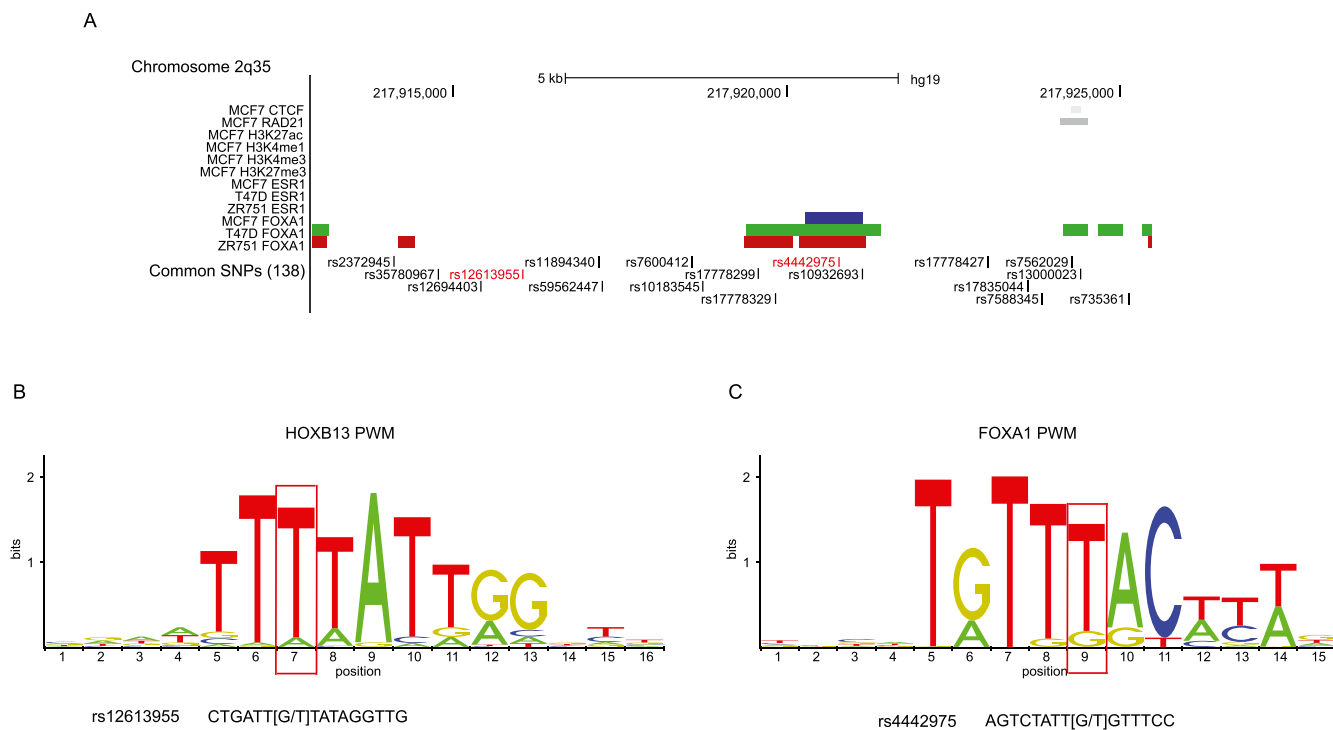 A
Chromosome 2q35
5 kb
hg19
217,915,000
217,920,000
217,925,000
MCF7 CTCF
MCF7 RAD21
MCF7 H3K27ac
MCF7 H3K4me1
MCF7 H3K4me3
MCF7 H3K27me3
MCF7 ESR1
T47D ESR1
ZR751 ESR1
MCF7 FOXA1
T47D FOXA1
ZR751 FOXA1
Common SNPs (138)
rs2372945 rs11894340 rs7600412 rs4442975 rs17778427 rs7562029
rs35780967 rs12613955 rs17778299 rs10932693 rs13000023
rs12694403 rs59562447 rs10183545 rs17835044
rs17778329 rs7588345 rs735361
B
HOXB13 PWM
bits
2
1
T T T T A T T G G
1 2 3 4 5 6 7 8 9 10 11 12 13 14 15 16
position
rs12613955 CTGATT[G/T]TATAGGTTG
C
FOXA1 PWM
bits
2
1
T G T T T A C T T T
1 2 3 4 5 6 7 8 9 10 11 12 13 14 15
position
rs4442975 AGTCTATT[G/T]GTTTCC